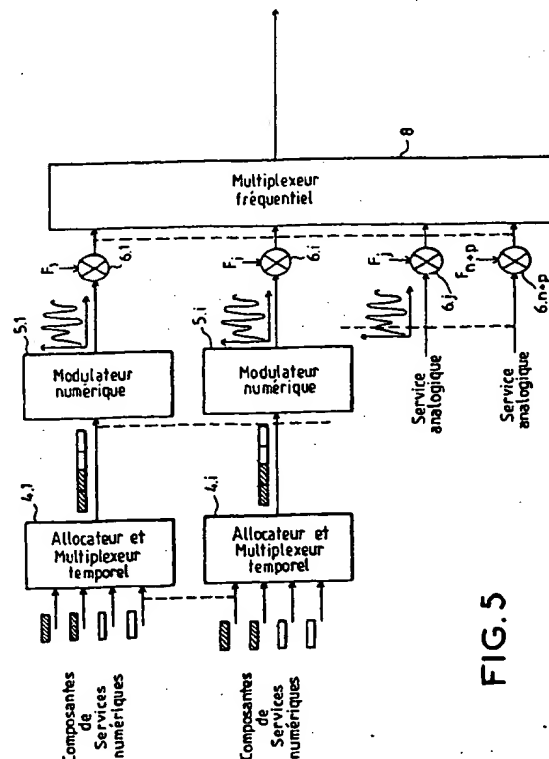 Composantes
de
Services
numériques
Composantes
de
Services
numériques
4.1
Allocateur et
Multiplexeur
temporel
4.i
Allocateur et
Multiplexeur
temporel
5.1
Modulateur
numérique
5.i
Modulateur
numérique
Service
analogique
Service
analogique
6.1
Fi
6.i
Fj
6.j
Fn+p
6.n+p
Multiplexeur
fréquentiel
8
FIG. 5